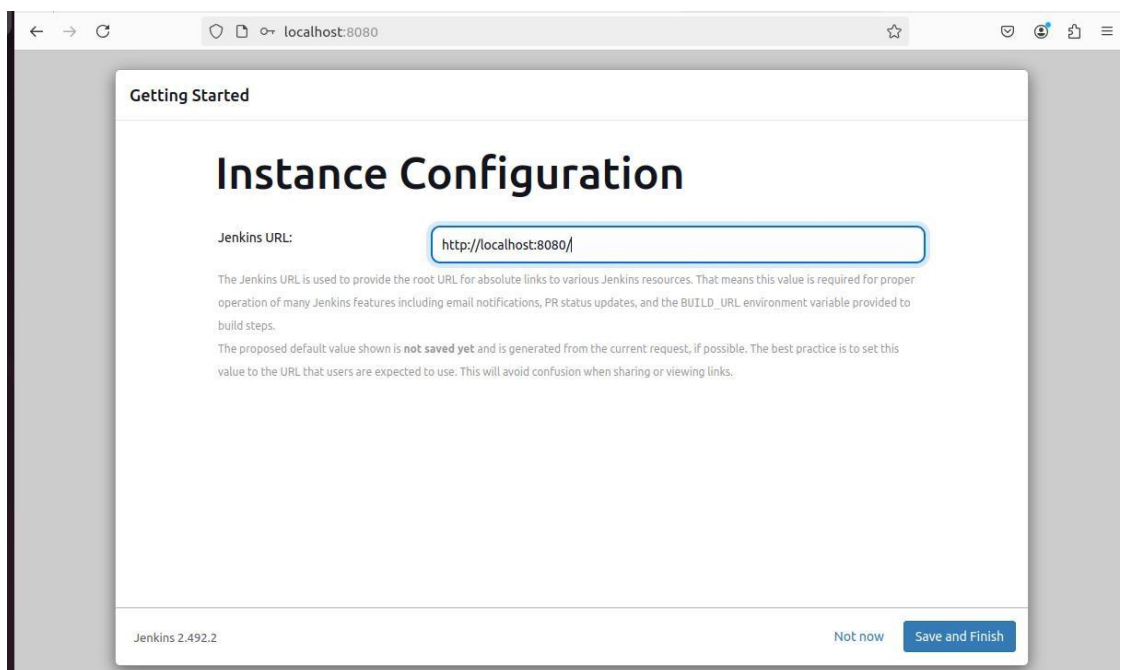 localhost:8080
Getting Started
Instance Configuration
Jenkins URL:
http://localhost:8080/
The Jenkins URL is used to provide the root URL for absolute links to various Jenkins resources. That means this value is required for proper
operation of many Jenkins features including email notifications, PR status updates, and the BUILD_URL environment variable provided to
build steps.
The proposed default value shown is not saved yet and is generated from the current request, if possible. The best practice is to set this
value to the URL that users are expected to use. This will avoid confusion when sharing or viewing links.
Jenkins 2.492.2
Not now
Save and Finish